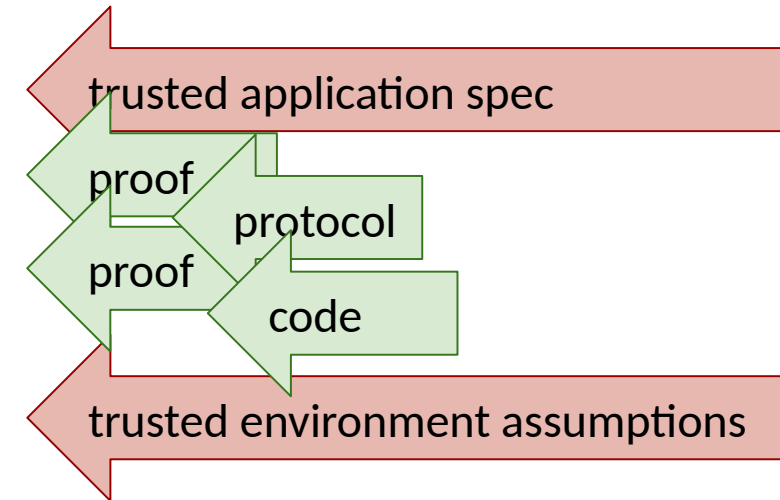 trusted application spec
proof
protocol
proof
code
trusted environment assumptions